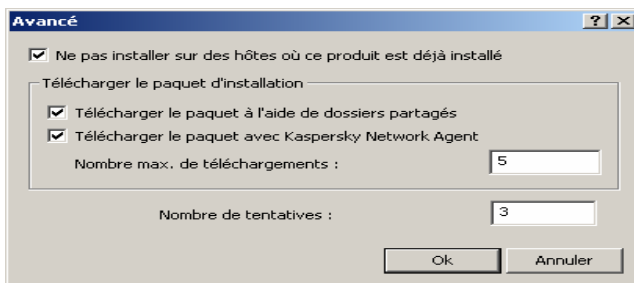 Avancé
Ne pas installer sur des hôtes où ce produit est déjà installé
Télécharger le paquet d'installation
Télécharger le paquet à l'aide de dossiers partagés
Télécharger le paquet avec Kaspersky Network Agent
Nombre max. de téléchargements : 5
Nombre de tentatives : 3
Ok Annuler